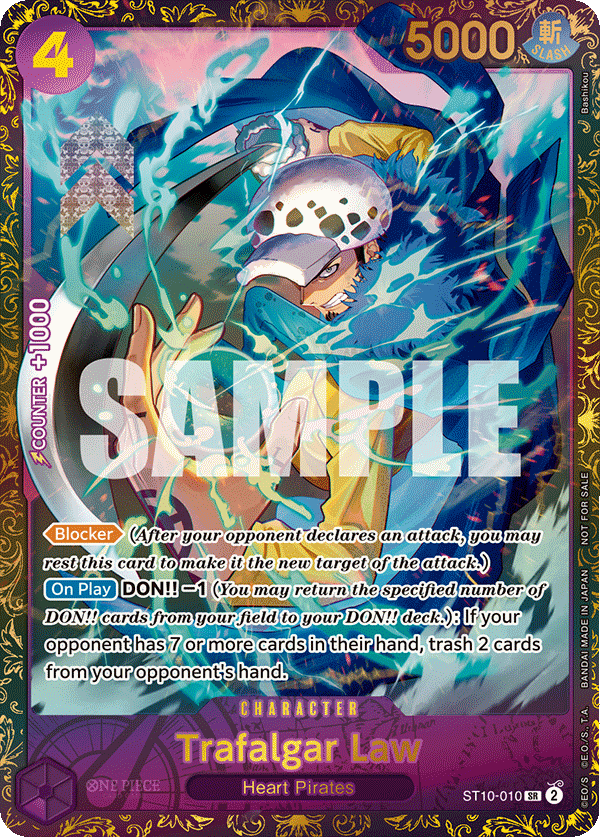 4
5000
斬
SLASH
Bashikou
COUNTER +1000
SAMPLE
Blocker (After your opponent declares an attack, you may
rest this card to make it the new target of the attack.)
On Play DON!! −1 (You may return the specified number of
DON!! cards from your field to your DON!! deck.): If your
opponent has 7 or more cards in their hand, trash 2 cards
from your opponent's hand.
CHARACTER
Trafalgar Law
Heart Pirates
ONE PIECE
ST10-010 SR 2
©E.O./S ©E.O./S., T.A. BANDAI MADE IN JAPAN NOT FOR SALE